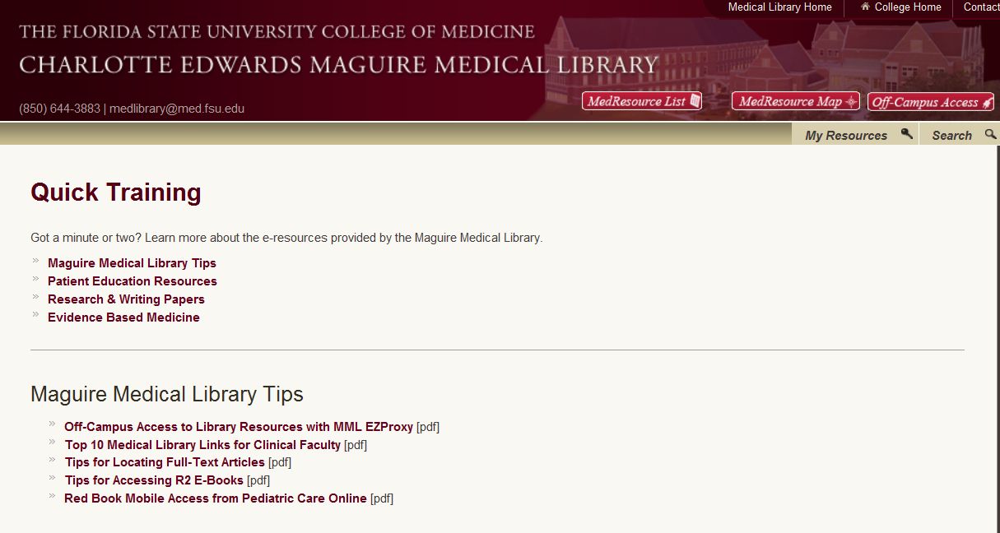 Medical Library Home College Home Contact
THE FLORIDA STATE UNIVERSITY COLLEGE OF MEDICINE
CHARLOTTE EDWARDS MAGUIRE MEDICAL LIBRARY
(850) 644-3883 | medlibrary@med.fsu.edu
MedResource List MedResource Map Off-Campus Access
My Resources Search
Quick Training
Got a minute or two? Learn more about the e-resources provided by the Maguire Medical Library.
» Maguire Medical Library Tips
» Patient Education Resources
» Research & Writing Papers
» Evidence Based Medicine
Maguire Medical Library Tips
» Off-Campus Access to Library Resources with MML EZProxy [pdf]
» Top 10 Medical Library Links for Clinical Faculty [pdf]
» Tips for Locating Full-Text Articles [pdf]
» Tips for Accessing R2 E-Books [pdf]
» Red Book Mobile Access from Pediatric Care Online [pdf]